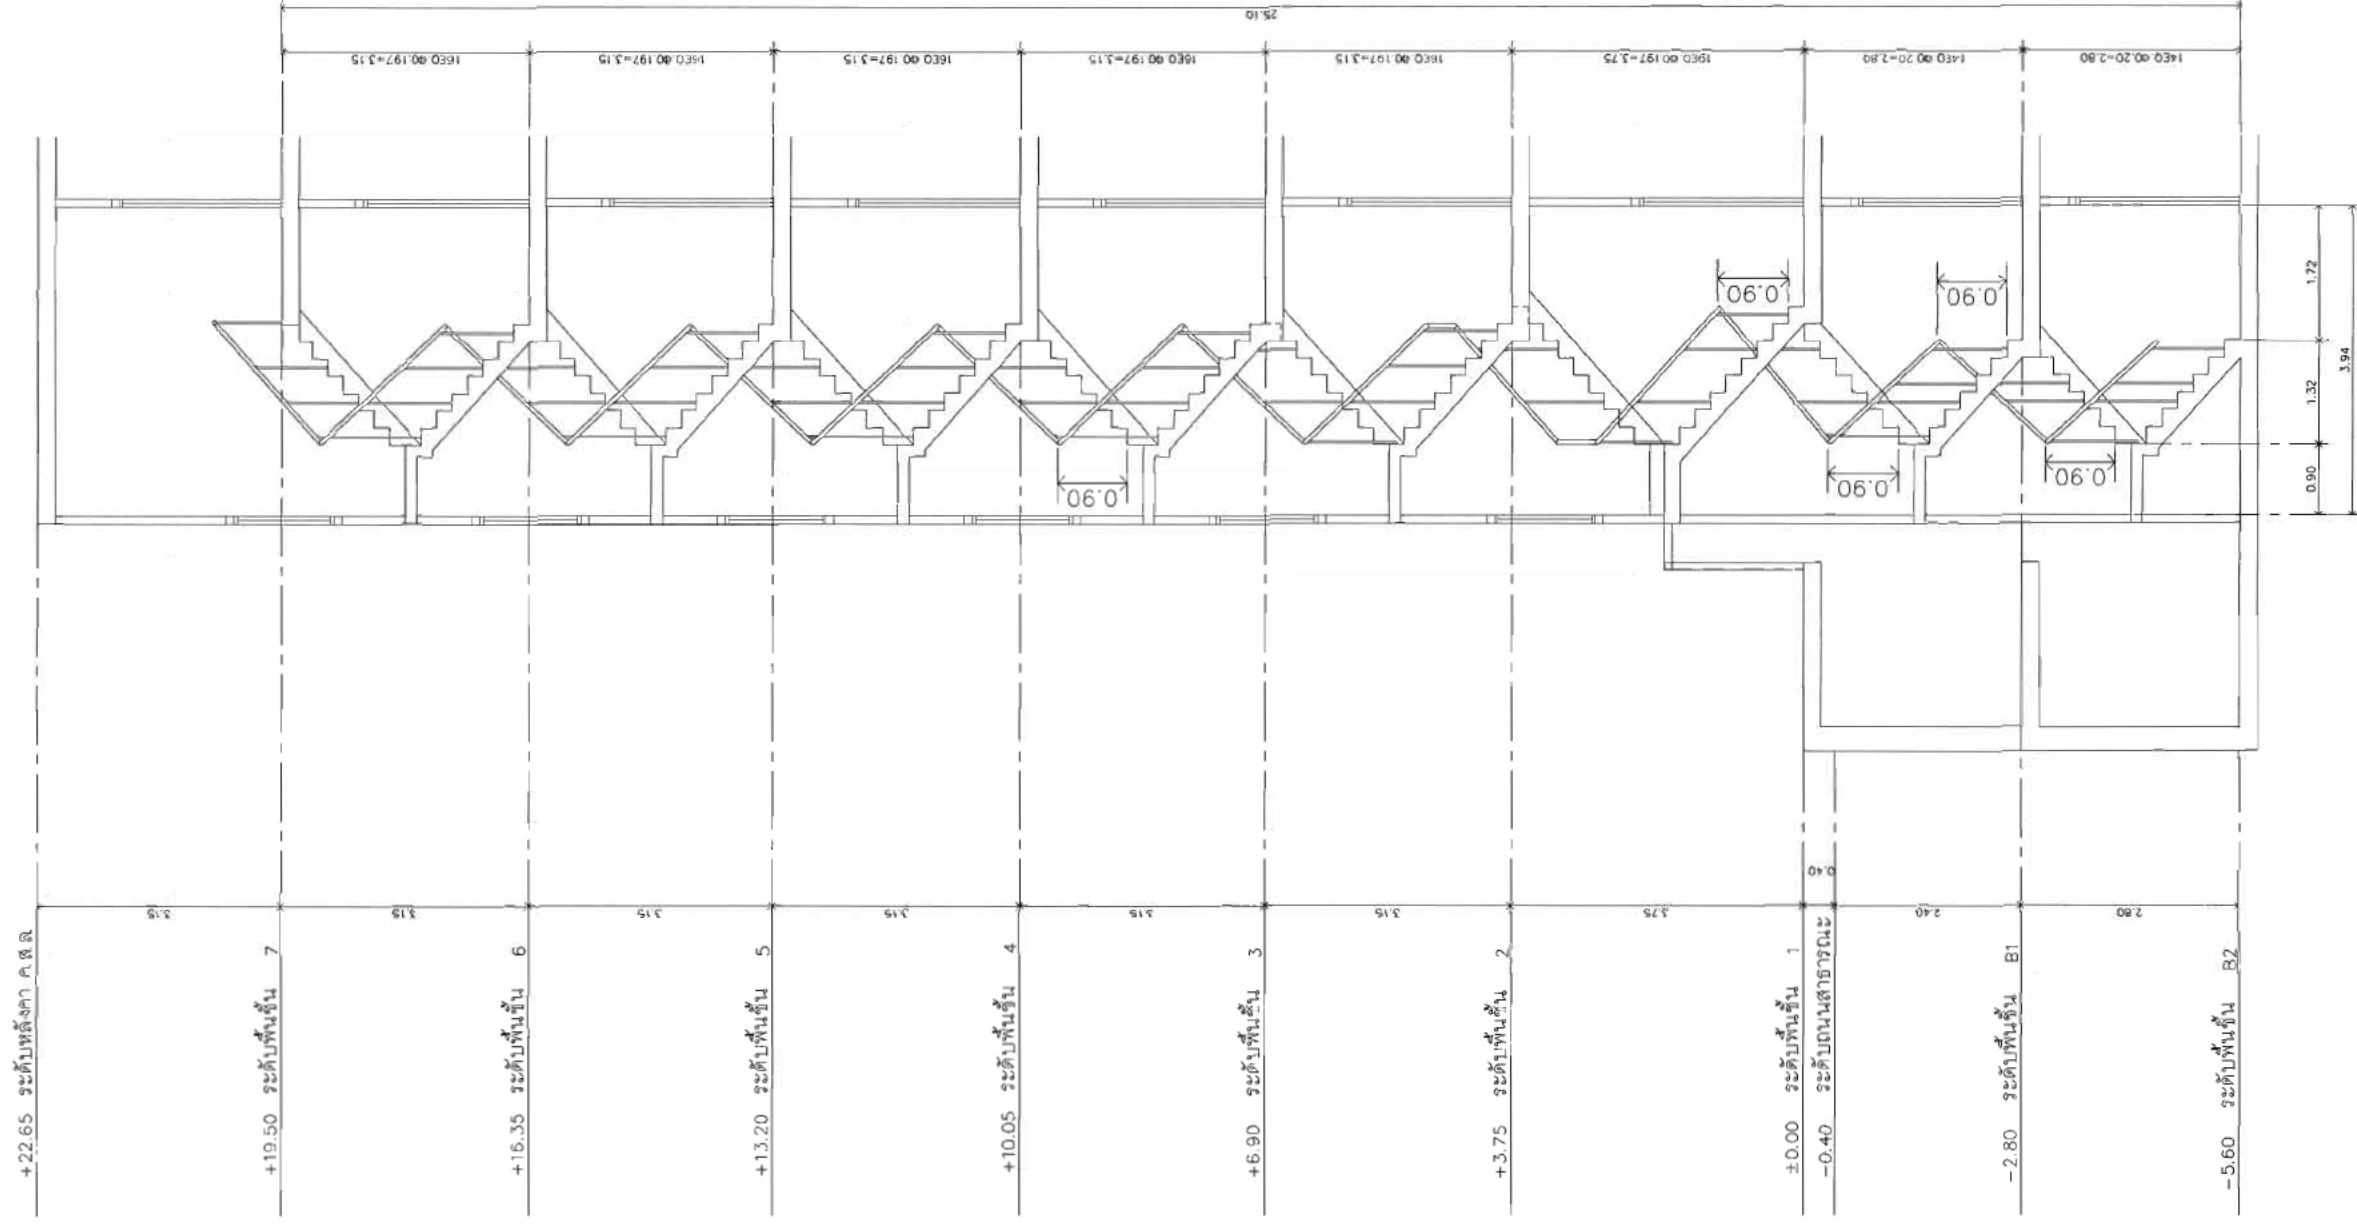 25.10
16EQ.@0.197=3.15
16EQ.@0.197=3.15
16EQ.@0.197=3.15
16EQ.@0.197=3.15
16EQ.@0.197=3.15
19EQ.@0.197=3.75
14EQ.@0.20=2.80
14EQ.@0.20=2.80
0.90
0.90
0.90
0.90
0.90
1.72
1.32
0.90
3.94
3.15
3.15
3.15
3.15
3.15
3.15
3.75
0.40
2.40
2.80
+22.65 ระดับหลังคา ค.ส.ล
+19.50 ระดับพื้นชั้น 7
+16.35 ระดับพื้นชั้น 6
+13.20 ระดับพื้นชั้น 5
+10.05 ระดับพื้นชั้น 4
+6.90 ระดับพื้นชั้น 3
+3.75 ระดับพื้นชั้น 2
±0.00 ระดับพื้นชั้น 1
-0.40 ระดับถนนสาธารณะ
-2.80 ระดับพื้นชั้น B1
-5.60 ระดับพื้นชั้น B2